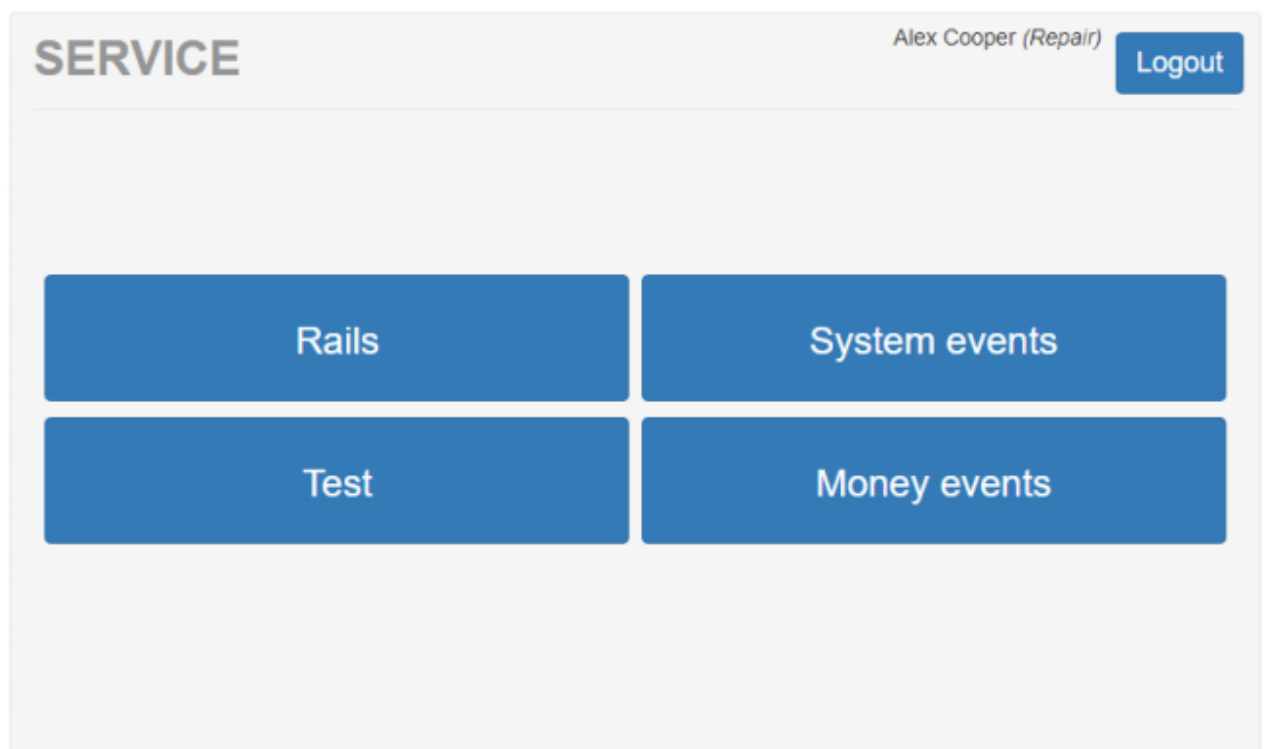 SERVICE
Alex Cooper (Repair)
Logout
Rails
System events
Test
Money events